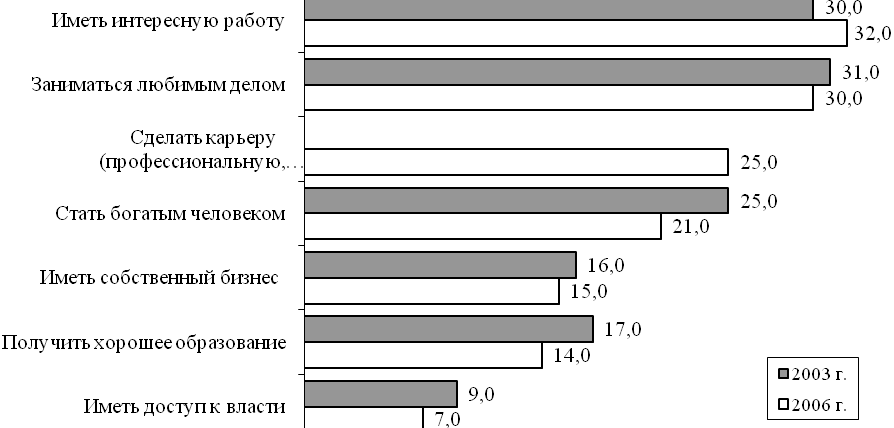 Иметь интересную работу
30,0
32,0
Заниматься любимым делом
31,0
30,0
Сделать карьеру
(профессиональную,…
25,0
Стать богатым человеком
25,0
21,0
Иметь собственный бизнес
16,0
15,0
Получить хорошее образование
17,0
14,0
Иметь доступ к власти
9,0
7,0
2003 г.
2006 г.